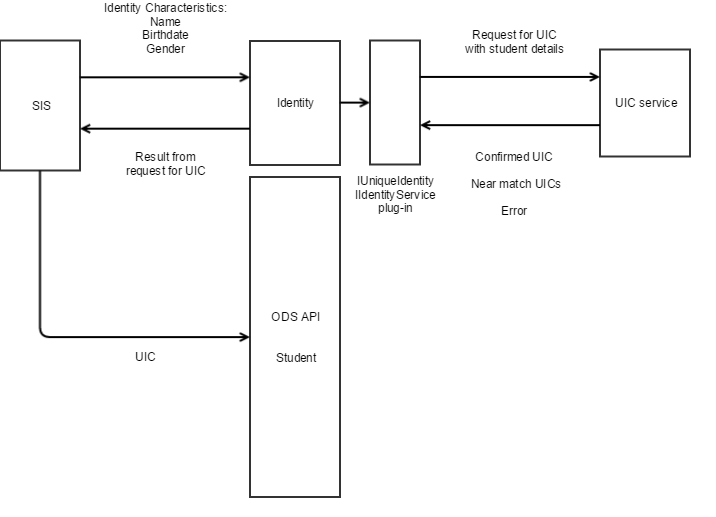 Identity Characteristics:
Name
Birthdate
Gender
SIS
Identity
Request for UIC
with student details
UIC service
Result from
request for UIC
IUniqueIdentity
IIdentityService
plug-in
Confirmed UIC
Near match UICs
Error
ODS API
Student
UIC